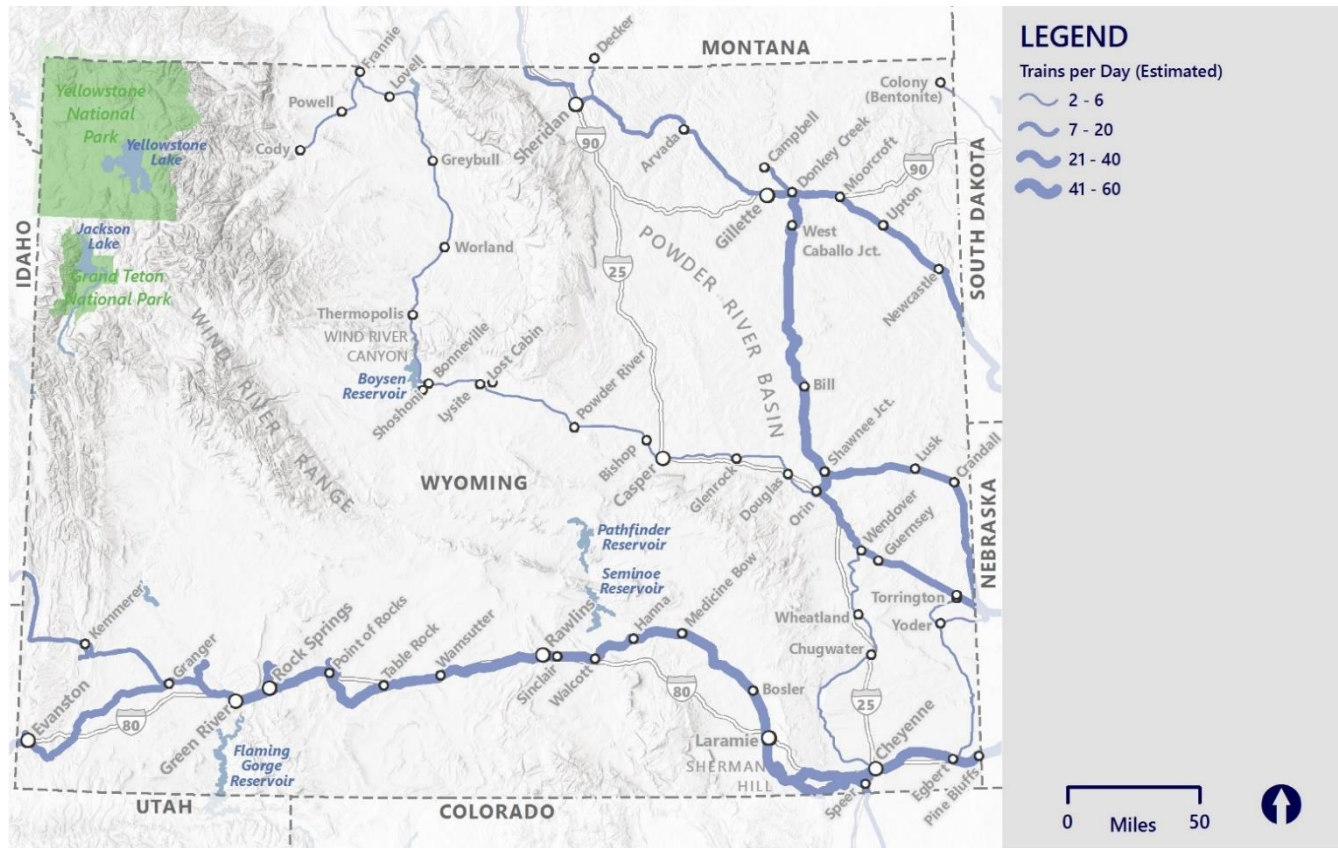 MONTANA
Decker
Frannie
Lovell
Powell
Cody
Greybull
Yellowstone
National
Park
Yellowstone
Lake
Sheridan
90
Arvada
Colony
(Bentonite)
Campbell
Donkey Creek
Moorcroft
90
Gillette
Upton
West
Caballo Jct.
Newcastle
SOUTH DAKOTA
IDAHO
Jackson
Lake
Grand Teton
National Park
Worland
25
POWDER RIVER BASIN
Thermopolis
WIND RIVER
CANYON
Boysen
Reservoir
Bonneville
Shoshoni
Lost Cabin
Lysite
WIND RIVER RANGE
Powder River
Bishop
Casper
Glenrock
Douglas
Orin
Bill
Shawnee Jct.
Lusk
Crandall
WYOMING
NEBRASKA
Pathfinder
Reservoir
Seminoe
Reservoir
Wendover
Guernsey
Torrington
Yoder
Wheatland
Chugwater
25
Kemmerer
Granger
Evanston
80
Green River
Rock Springs
Point of Rocks
Table Rock
Wamsutter
Rawlins
Sinclair
Walcott
Hanna
Medicine Bow
80
Bosler
Laramie
SHERMAN
HILL
Cheyenne
Speer
Egbert
Pine Bluffs
Flaming
Gorge
Reservoir
UTAH
COLORADO
LEGEND
Trains per Day (Estimated)
2 - 6
7 - 20
21 - 40
41 - 60
0 Miles 50